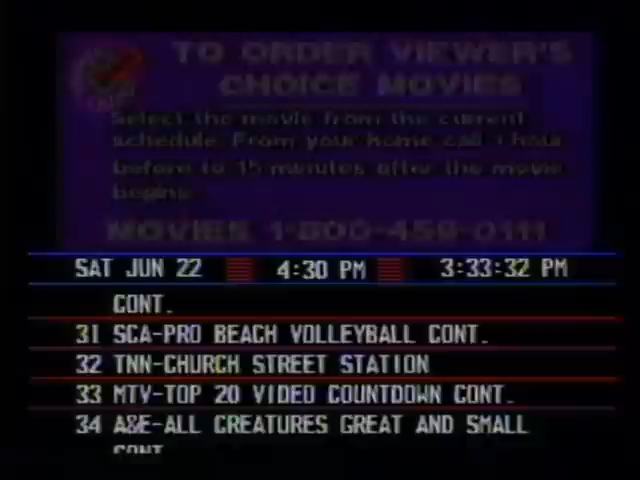 TO ORDER VIEWER'S
CHOICE MOVIES
Select the movie from the current
schedule. From your home call 1 hour
before to 15 minutes after the movie
begins.
MOVIES 1-800-459-0111
SAT JUN 22 4:30 PM 3:33:32 PM
CONT.
31 SCA-PRO BEACH VOLLEYBALL CONT.
32 TNN-CHURCH STREET STATION
33 MTV-TOP 20 VIDEO COUNTDOWN CONT.
34 A&E-ALL CREATURES GREAT AND SMALL
CONT